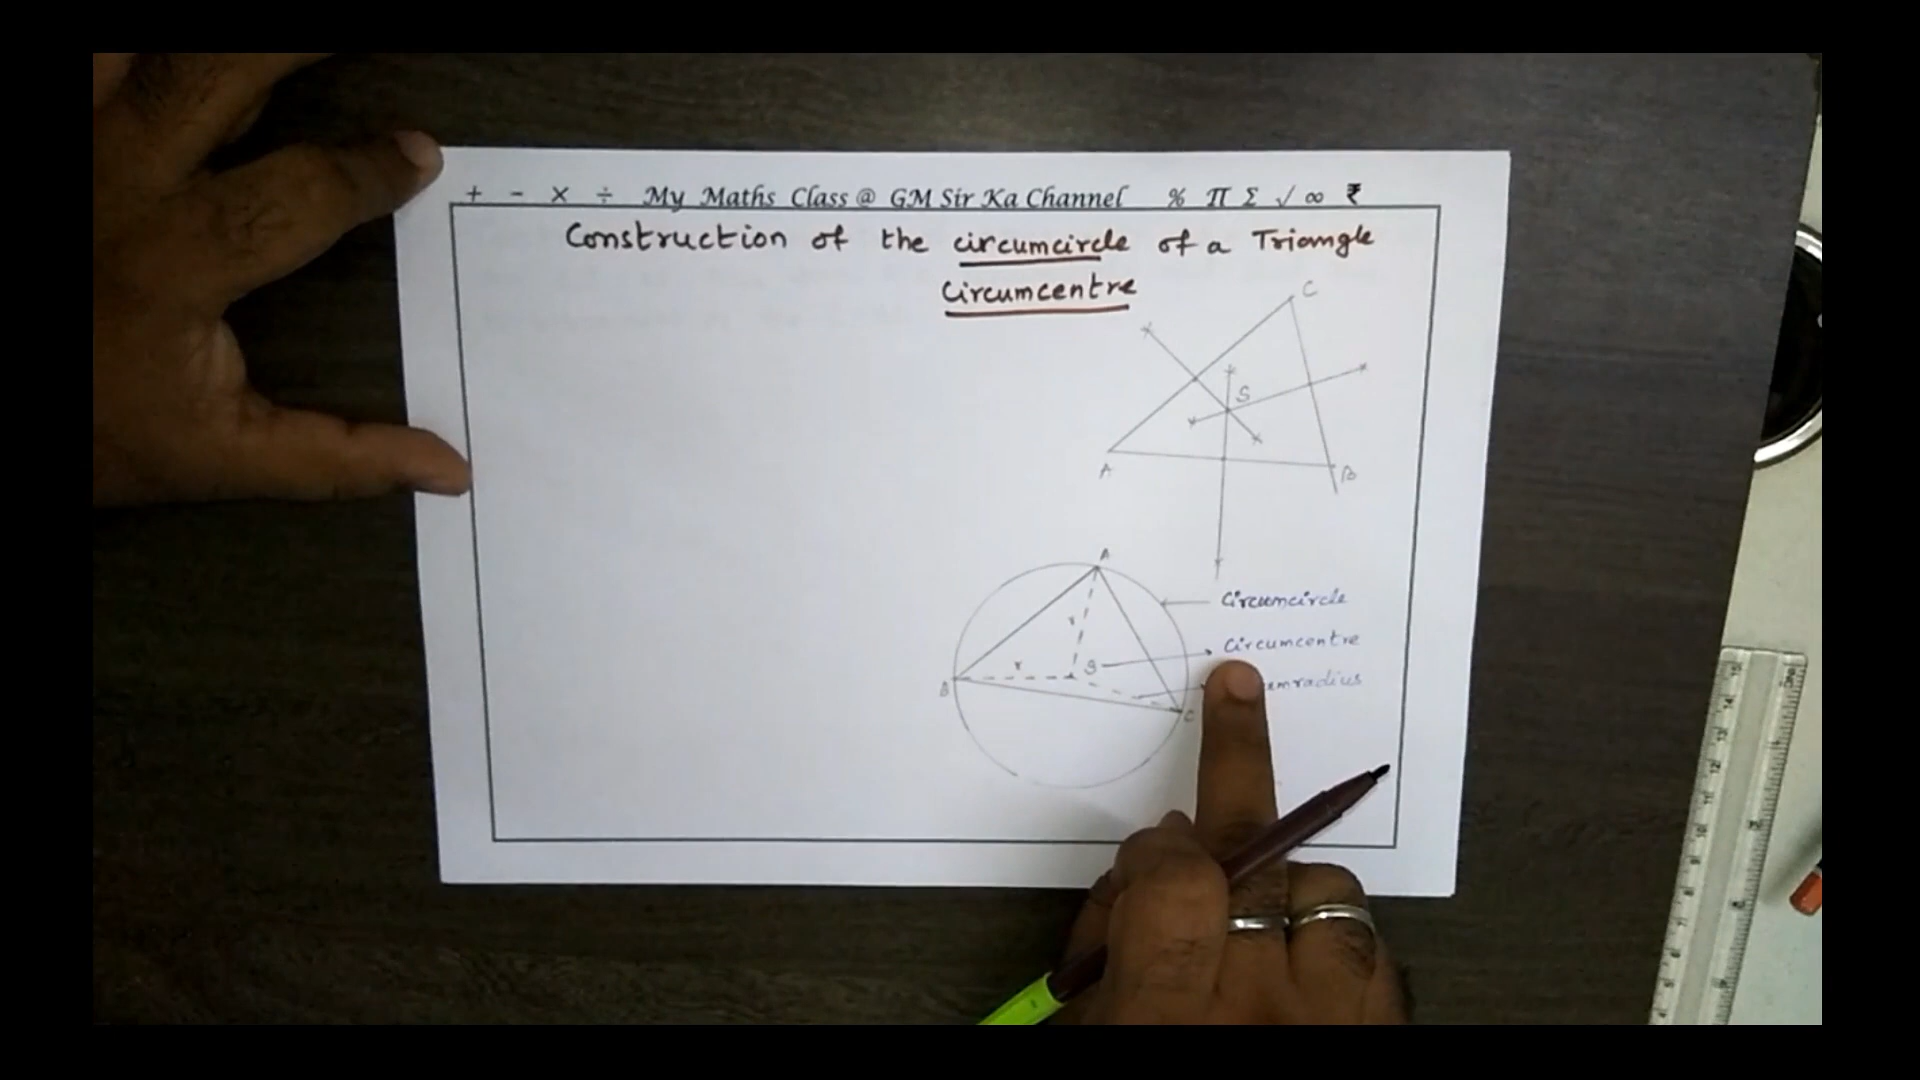 + - × ÷ My Maths Class @ GM Sir Ka Channel % Π Σ √ ∞ ₹
Construction of the circumcircle of a Triangle
Circumcentre
C
S
A
B
A
Circumcircle
r
Circumcentre
r
S
B
C